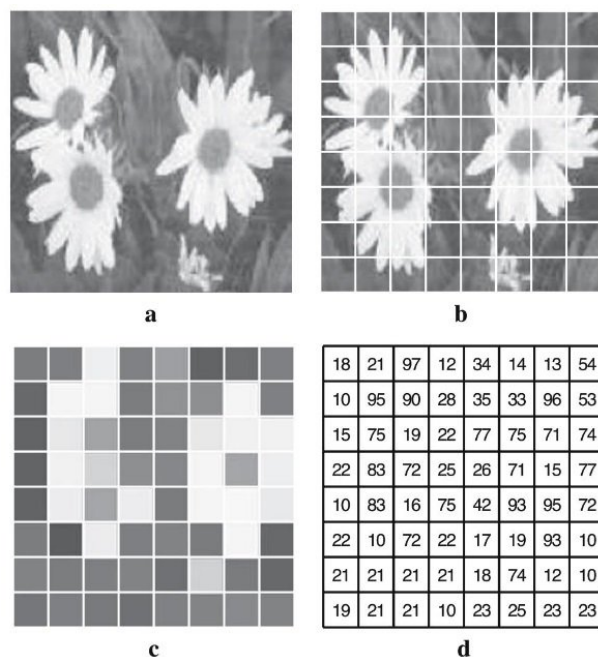 a
b
18 21 97 12 34 14 13 54
10 95 90 28 35 33 96 53
15 75 19 22 77 75 71 74
22 83 72 25 26 71 15 77
10 83 16 75 42 93 95 72
22 10 72 22 17 19 93 10
21 21 21 21 18 74 12 10
19 21 21 10 23 25 23 23
c
d